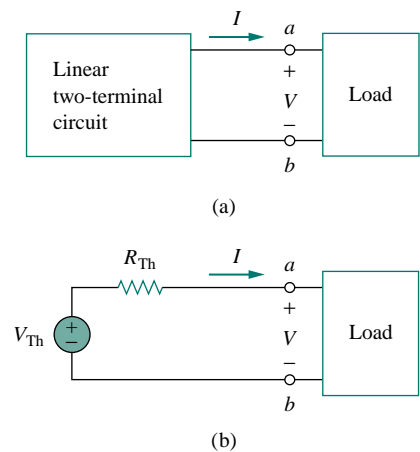 I
a
Linear
two-terminal
circuit
+
V
−
Load
b
(a)
R_Th
I
a
V_Th
+
−
+
V
−
Load
b
(b)